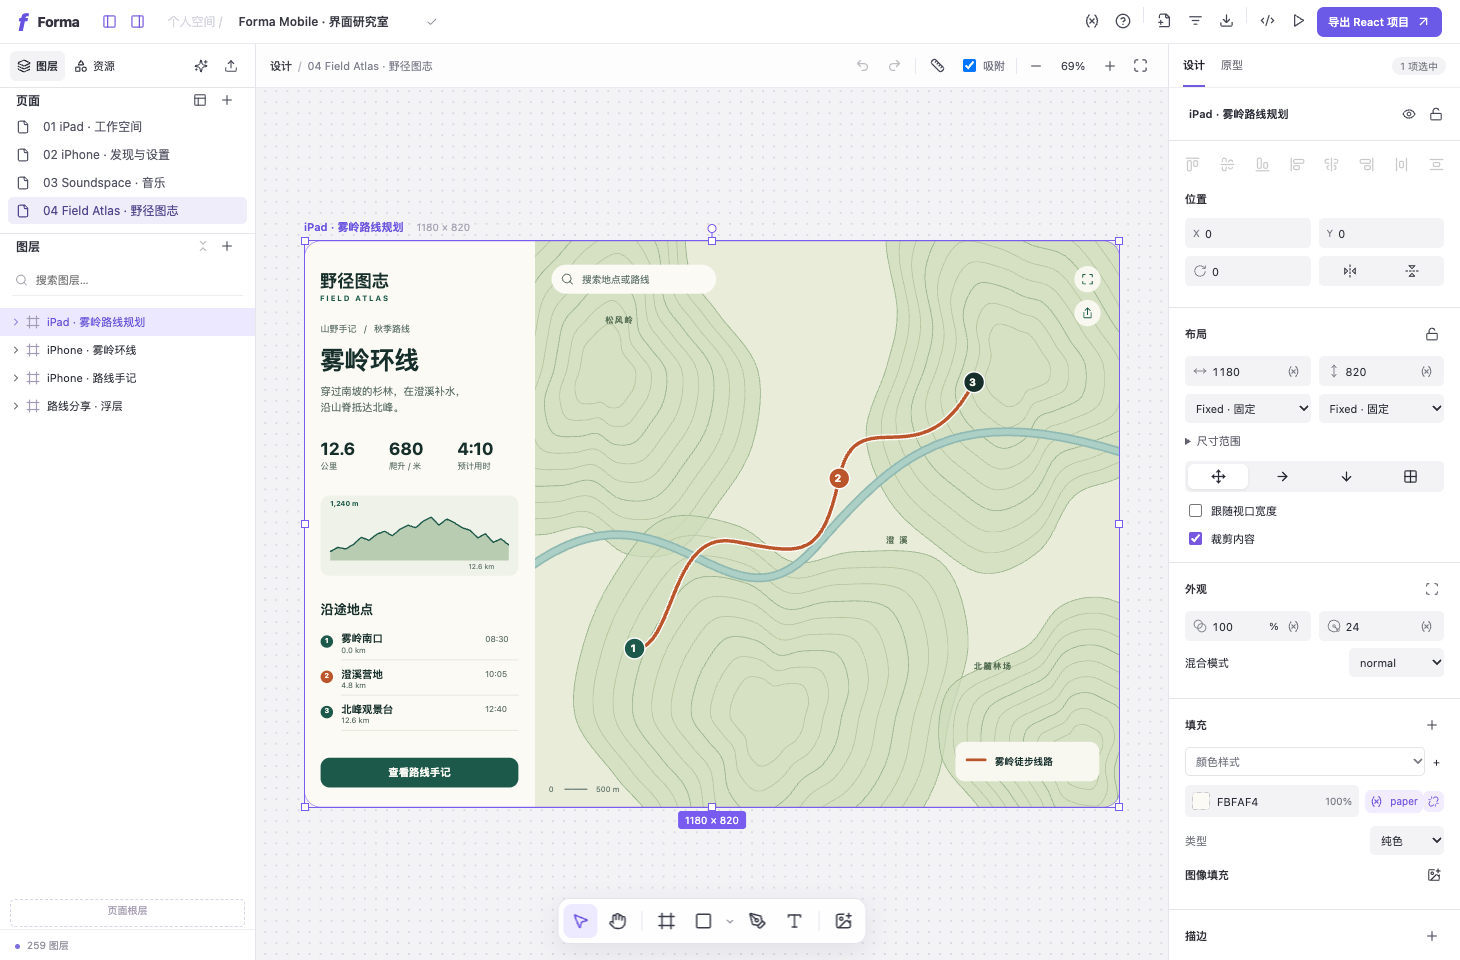 Forma
个人空间 /
Forma Mobile · 界面研究室
导出 React 项目
图层
资源
页面
01 iPad · 工作空间
02 iPhone · 发现与设置
03 Soundspace · 音乐
04 Field Atlas · 野径图志
图层
搜索图层...
iPad · 雾岭路线规划
iPhone · 雾岭环线
iPhone · 路线手记
路线分享 · 浮层
页面根层
259 图层
设计 / 04 Field Atlas · 野径图志
吸附
69%
iPad · 雾岭路线规划 1180 × 820
野径图志
FIELD ATLAS
山野手记 / 秋季路线
雾岭环线
穿过南坡的杉林，在澄溪补水，
沿山脊抵达北峰。
12.6 680 4:10
公里 爬升 / 米 预计用时
1,240 m
12.6 km
沿途地点
1 雾岭南口 08:30
0.0 km
2 澄溪营地 10:05
4.8 km
3 北峰观景台 12:40
12.6 km
查看路线手记
搜索地点或路线
松风岭
3
2
澄 溪
1
北麓林场
雾岭徒步线路
0 500 m
1180 × 820
设计 原型 1 项选中
iPad · 雾岭路线规划
位置
X 0 Y 0
0
布局
1180 (x) 820 (x)
Fixed · 固定 Fixed · 固定
尺寸范围
跟随视口宽度
裁剪内容
外观
100 % (x) 24 (x)
混合模式 normal
填充
颜色样式 +
FBFAF4 100% (x) paper
类型 纯色
图像填充
描边